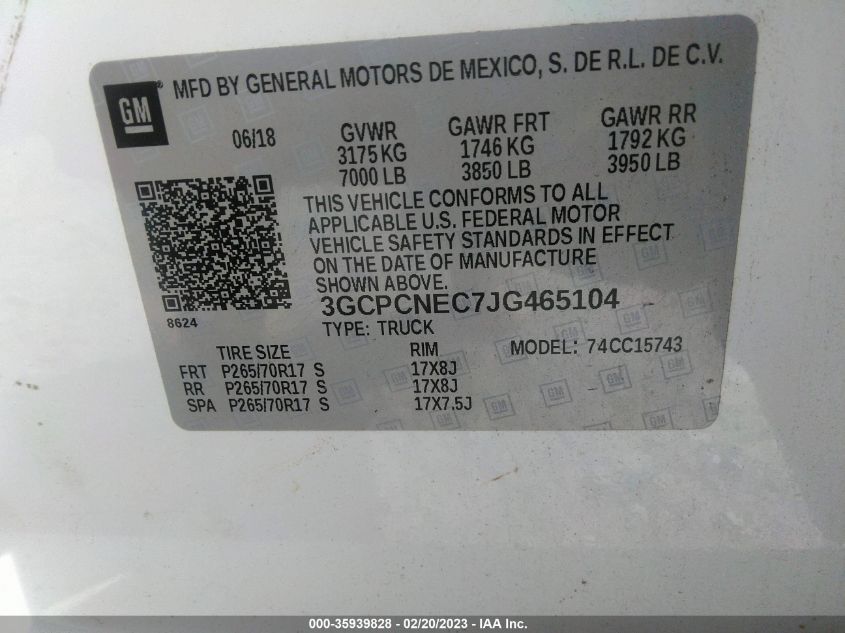 GM
MFD BY GENERAL MOTORS DE MEXICO, S. DE R.L. DE C.V.
06/18 GVWR GAWR FRT GAWR RR
3175 KG 1746 KG 1792 KG
7000 LB 3850 LB 3950 LB
THIS VEHICLE CONFORMS TO ALL
APPLICABLE U.S. FEDERAL MOTOR
VEHICLE SAFETY STANDARDS IN EFFECT
ON THE DATE OF MANUFACTURE
SHOWN ABOVE.
8624
3GCPCNEC7JG465104
TYPE: TRUCK
TIRE SIZE RIM MODEL: 74CC15743
FRT P265/70R17 S 17X8J
RR P265/70R17 S 17X8J
SPA P265/70R17 S 17X7.5J
000-35939828 - 02/20/2023 - IAA Inc.